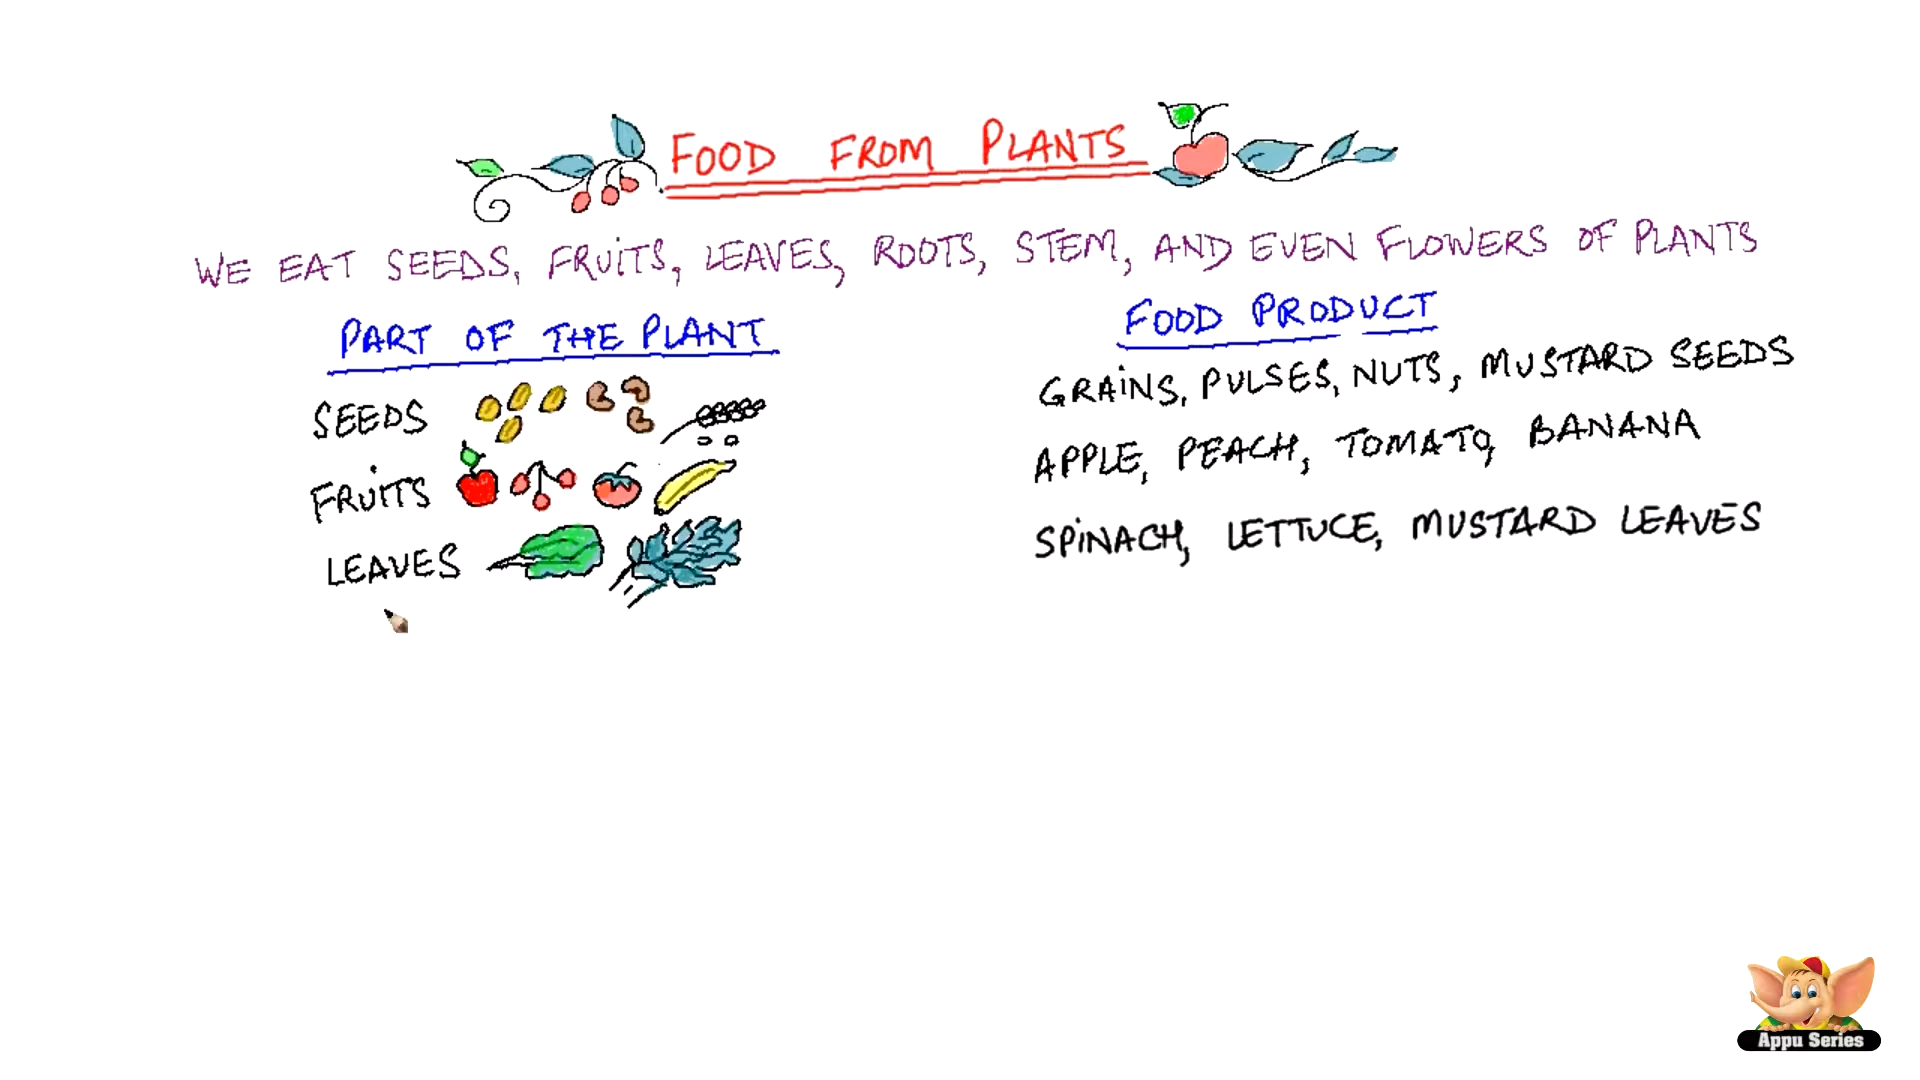 FOOD FROM PLANTS
WE EAT SEEDS, FRUITS, LEAVES, ROOTS, STEM, AND EVEN FLOWERS OF PLANTS
PART OF THE PLANT
FOOD PRODUCT
SEEDS
GRAINS, PULSES, NUTS, MUSTARD SEEDS
FRUITS
APPLE, PEACH, TOMATO, BANANA
LEAVES
SPINACH, LETTUCE, MUSTARD LEAVES
Appu Series